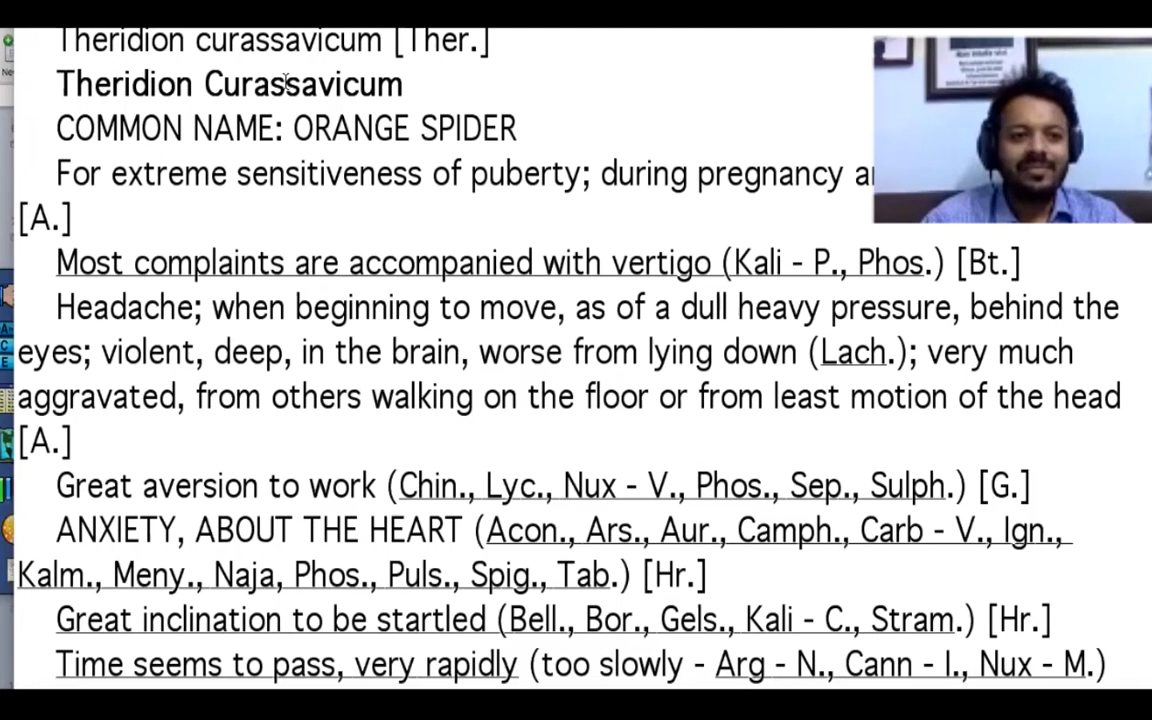 Theridion curassavicum [Ther.]
Theridion Curassavicum
COMMON NAME: ORANGE SPIDER
For extreme sensitiveness of puberty; during pregnancy
[A.]
Most complaints are accompanied with vertigo (Kali - P., Phos.) [Bt.]
Headache; when beginning to move, as of a dull heavy pressure, behind the
eyes; violent, deep, in the brain, worse from lying down (Lach.); very much
aggravated, from others walking on the floor or from least motion of the head
[A.]
Great aversion to work (Chin., Lyc., Nux - V., Phos., Sep., Sulph.) [G.]
ANXIETY, ABOUT THE HEART (Acon., Ars., Aur., Camph., Carb - V., Ign.,
Kalm., Meny., Naja, Phos., Puls., Spig., Tab.) [Hr.]
Great inclination to be startled (Bell., Bor., Gels., Kali - C., Stram.) [Hr.]
Time seems to pass, very rapidly (too slowly - Arg - N., Cann - I., Nux - M.)